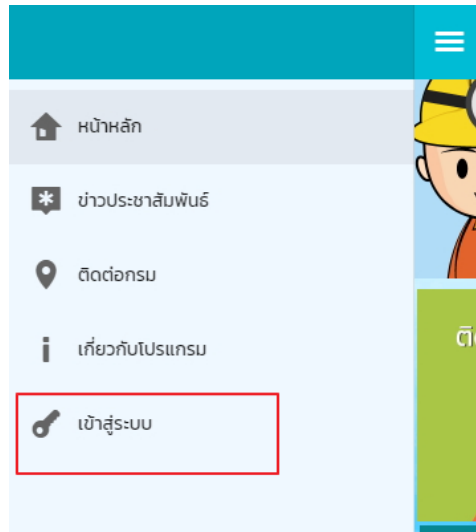 หน้าหลัก
ข่าวประชาสัมพันธ์
ติดต่อกรม
เกี่ยวกับโปรแกรม
เข้าสู่ระบบ